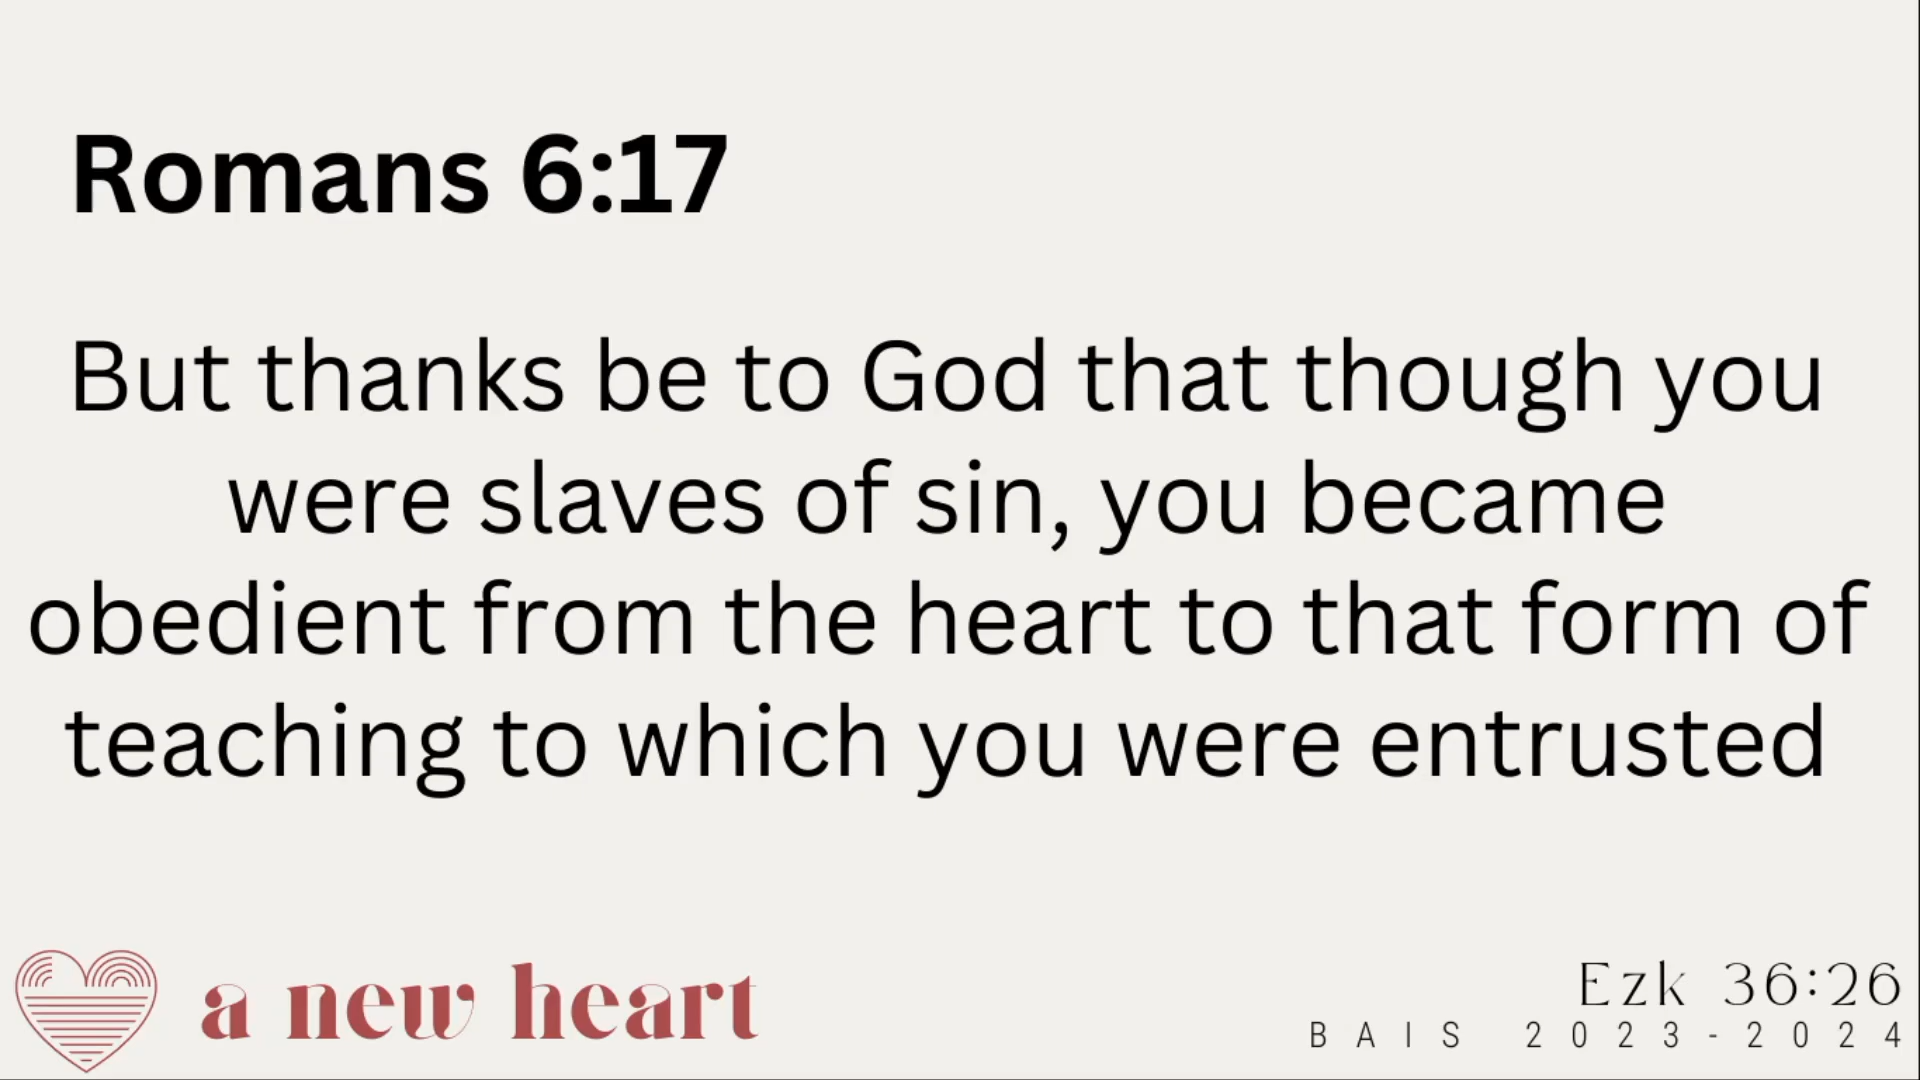 Romans 6:17
But thanks be to God that though you
were slaves of sin, you became
obedient from the heart to that form of
teaching to which you were entrusted
a new heart
Ezk 36:26
BAIS 2023-2024